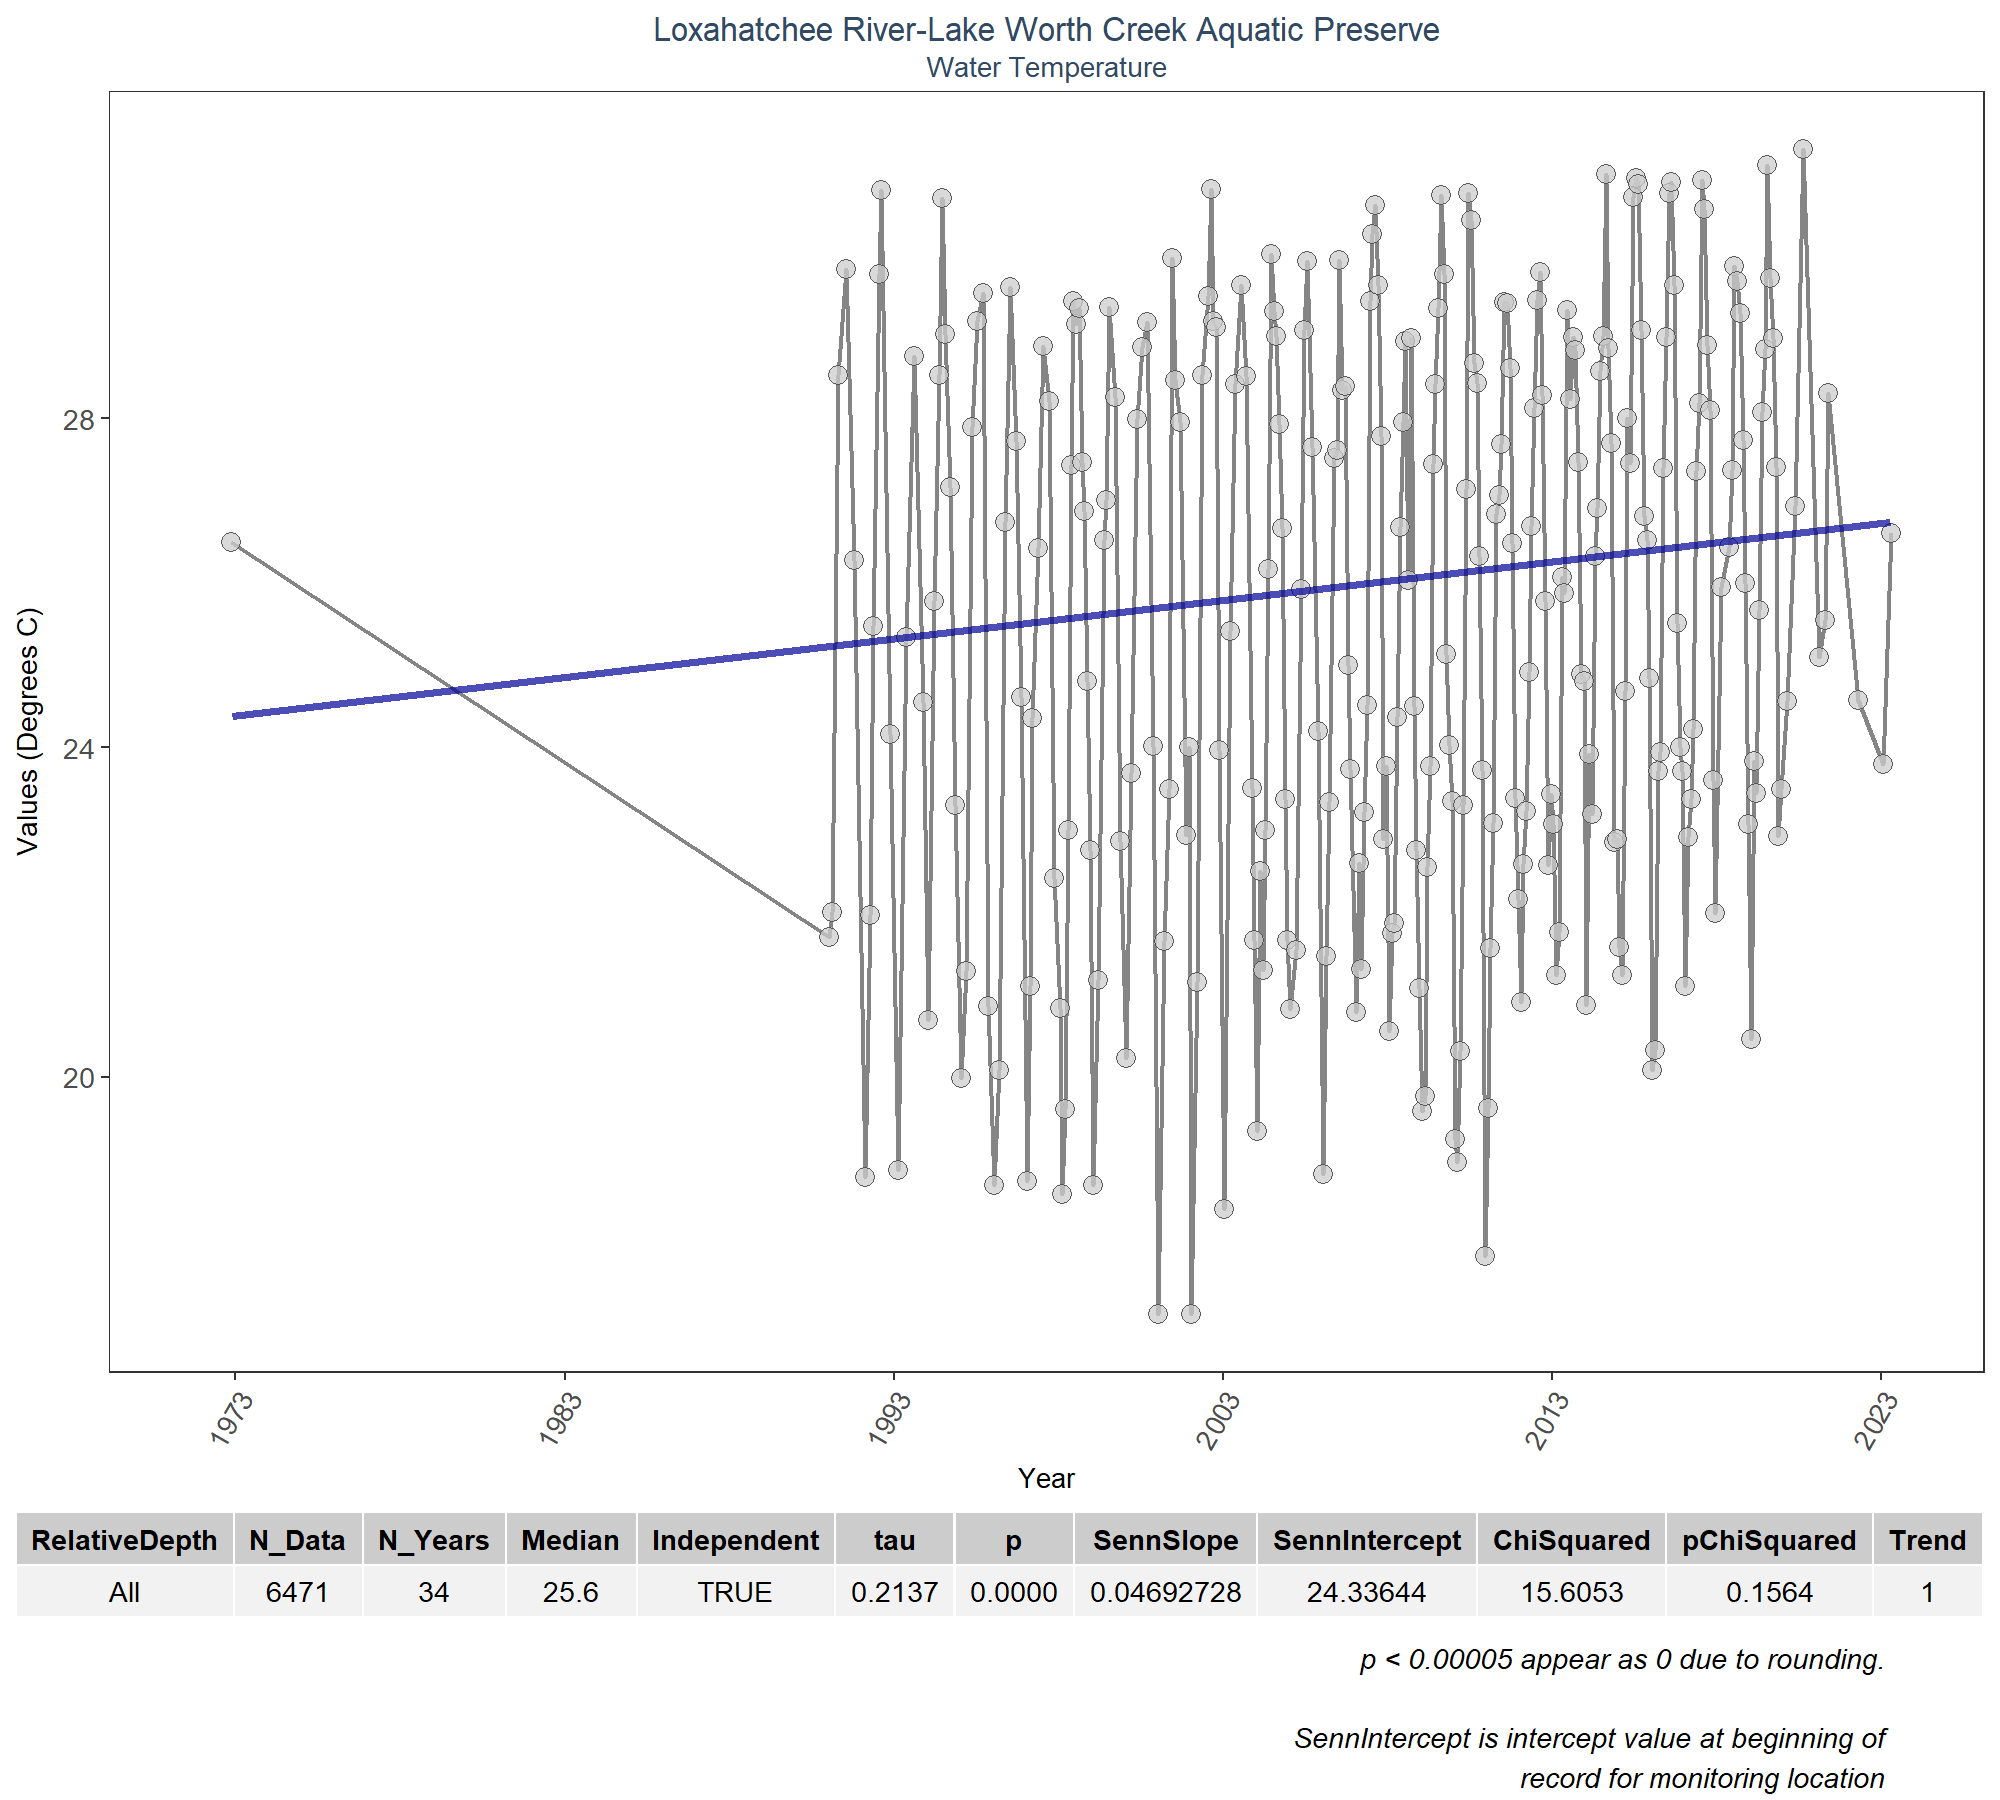 Loxahatchee River-Lake Worth Creek Aquatic Preserve
Water Temperature
Values (Degrees C)
28
24
20
1973 1983 1993 2003 2013 2023
Year
RelativeDepth N_Data N_Years Median Independent tau p SennSlope SennIntercept ChiSquared pChiSquared Trend
All 6471 34 25.6 TRUE 0.2137 0.0000 0.04692728 24.33644 15.6053 0.1564 1
p < 0.00005 appear as 0 due to rounding.
SennIntercept is intercept value at beginning of
record for monitoring location